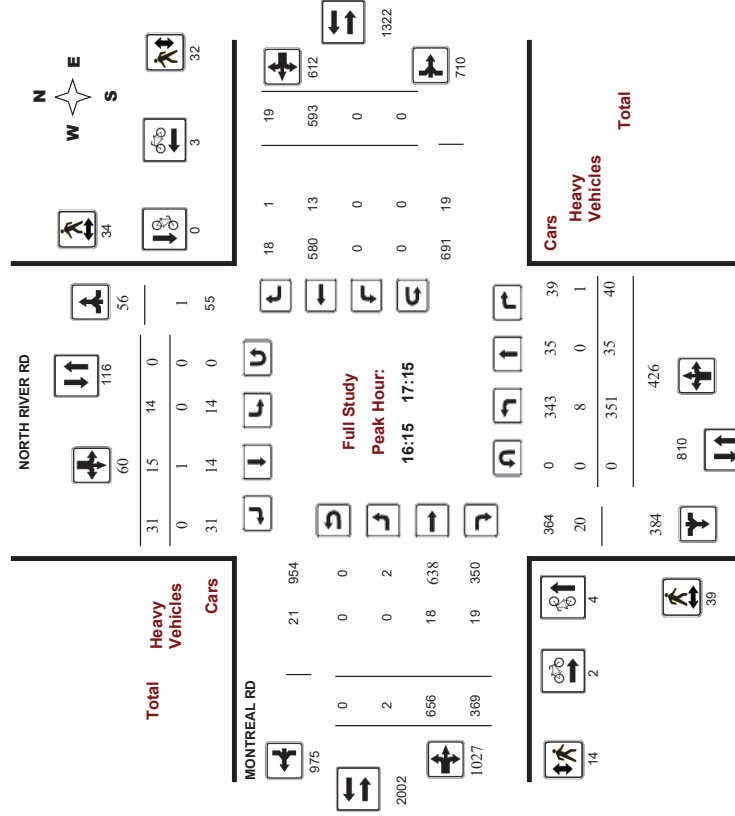 N
W E
S
NORTH RIVER RD
60 116 56
34
0 3 32
Total 31 15 14 0
Heavy Vehicles 0 1 0 0 1
Cars 31 14 14 0 55
MONTREAL RD
975
2002
1027
21 954
0 0 0
2 0 2
656 18 638
369 19 350
Full Study
Peak Hour:
16:15 17:15
18 1 19
580 13 593
0 0 0
0 0 0
691 19
612
1322
710
364 0 343 35 39 Cars
20 0 8 0 1 Heavy Vehicles
0 351 35 40 Total
384 810 426
14 2 4
39